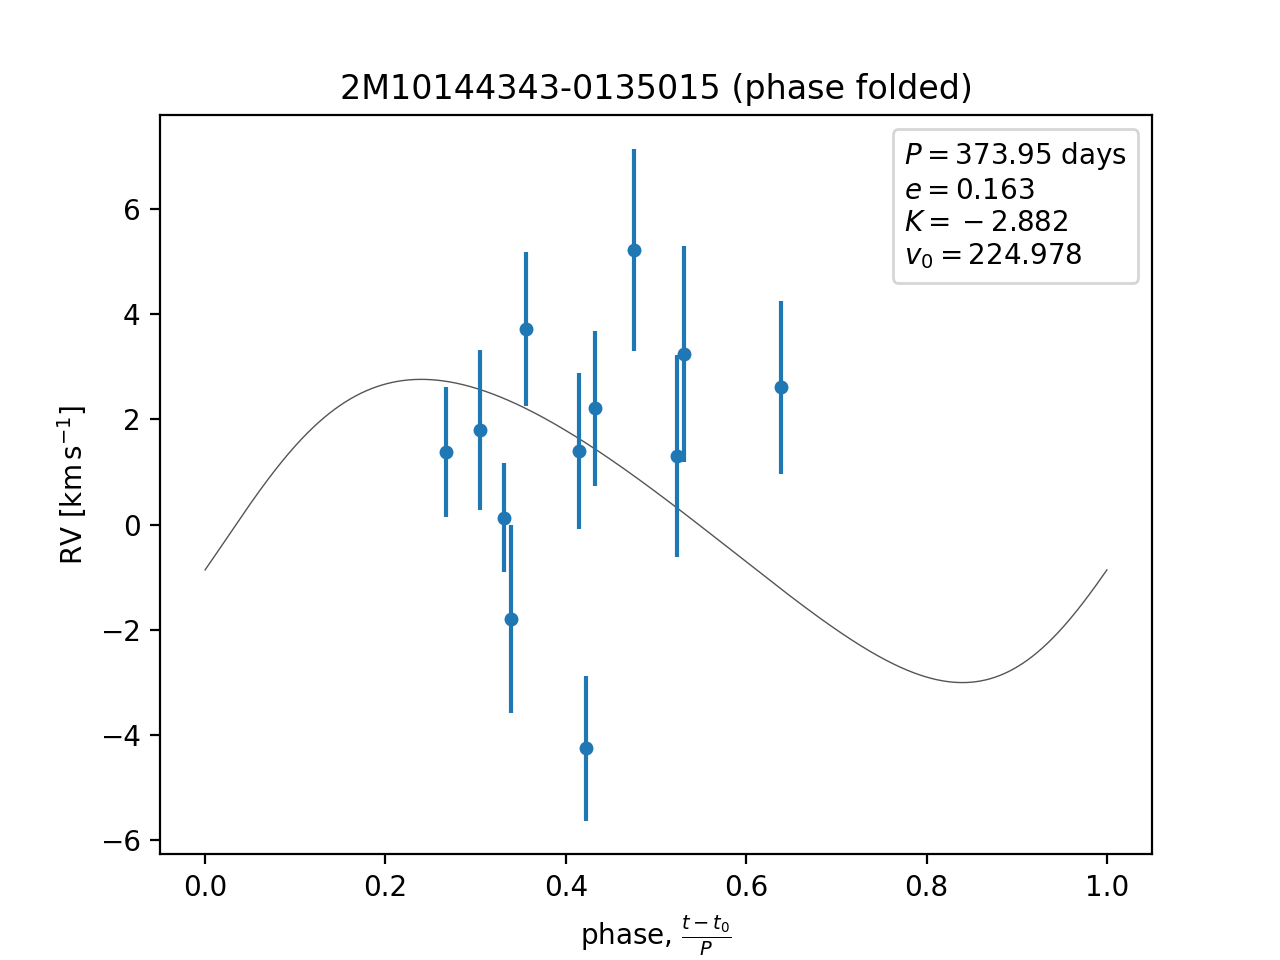 2M10144343-0135015 (phase folded)
P = 373.95 days
e = 0.163
K = −2.882
v₀ = 224.978
RV [km s⁻¹]
6
4
2
0
−2
−4
−6
0.0 0.2 0.4 0.6 0.8 1.0
phase, (t − t₀)/P